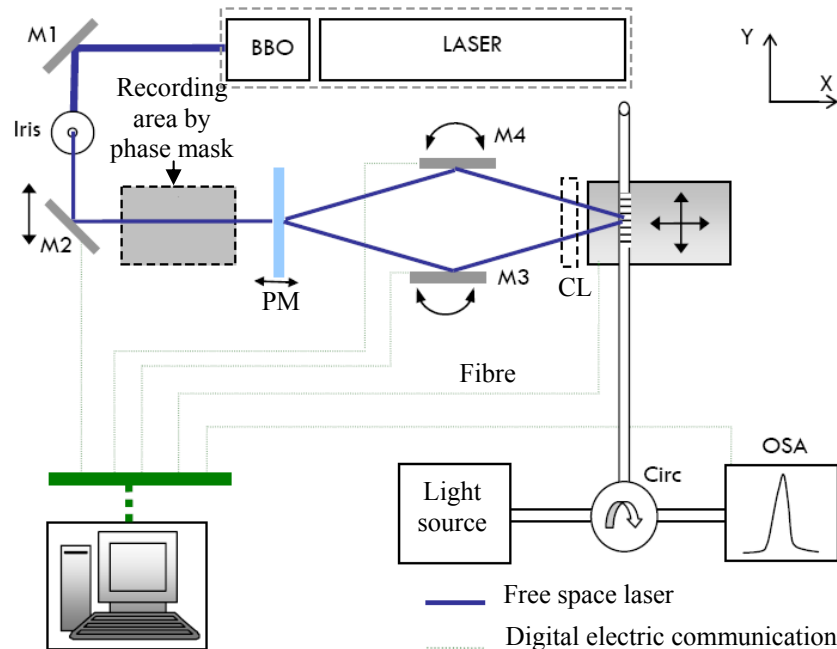 M1
BBO
LASER
Y
X
Recording
area by
phase mask
Iris
M4
M2
PM
M3
CL
Fibre
OSA
Circ
Light
source
Free space laser
Digital electric communication